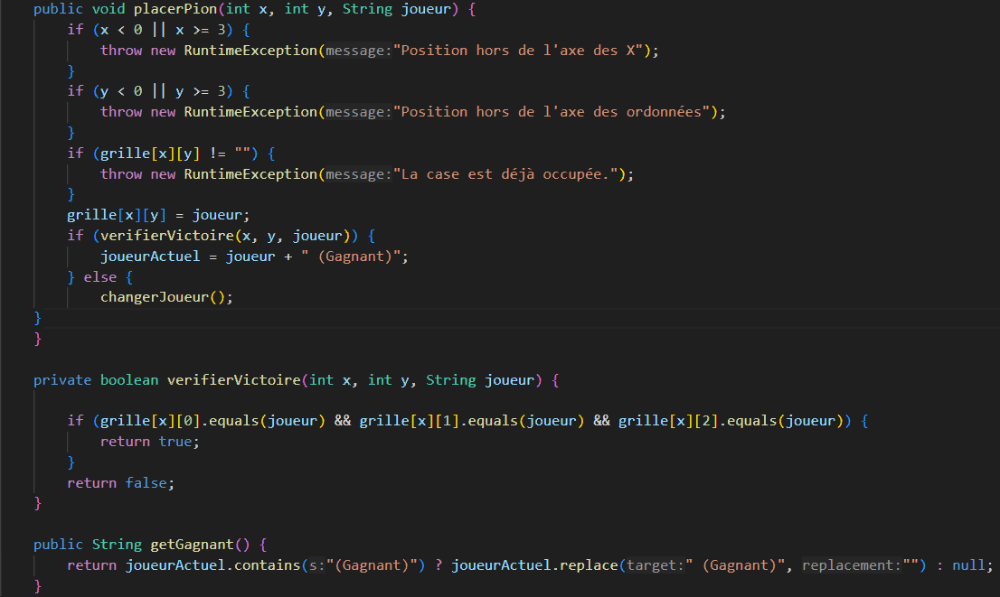 public void placerPion(int x, int y, String joueur) {
if (x < 0 || x >= 3) {
throw new RuntimeException(message:"Position hors de l'axe des X");
}
if (y < 0 || y >= 3) {
throw new RuntimeException(message:"Position hors de l'axe des ordonnées");
}
if (grille[x][y] != "") {
throw new RuntimeException(message:"La case est déjà occupée.");
}
grille[x][y] = joueur;
if (verifierVictoire(x, y, joueur)) {
joueurActuel = joueur + " (Gagnant)";
} else {
changerJoueur();
}
}
private boolean verifierVictoire(int x, int y, String joueur) {
if (grille[x][0].equals(joueur) && grille[x][1].equals(joueur) && grille[x][2].equals(joueur)) {
return true;
}
return false;
}
public String getGagnant() {
return joueurActuel.contains(s:"(Gagnant)") ? joueurActuel.replace(target:" (Gagnant)", replacement:"") : null;
}